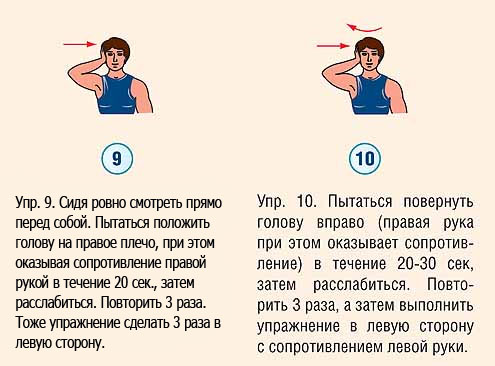 9
Упр. 9. Сидя ровно смотреть прямо
перед собой. Пытаться положить
голову на правое плечо, при этом
оказывая сопротивление правой
рукой в течение 20 сек., затем
расслабиться. Повторить 3 раза.
Тоже упражнение сделать 3 раза в
левую сторону.
10
Упр. 10. Пытаться повернуть
голову вправо (правая рука
при этом оказывает сопротив-
ление) в течение 20-30 сек,
затем расслабиться. Повто-
рить 3 раза, а затем выполнить
упражнение в левую сторону
с сопротивлением левой руки.